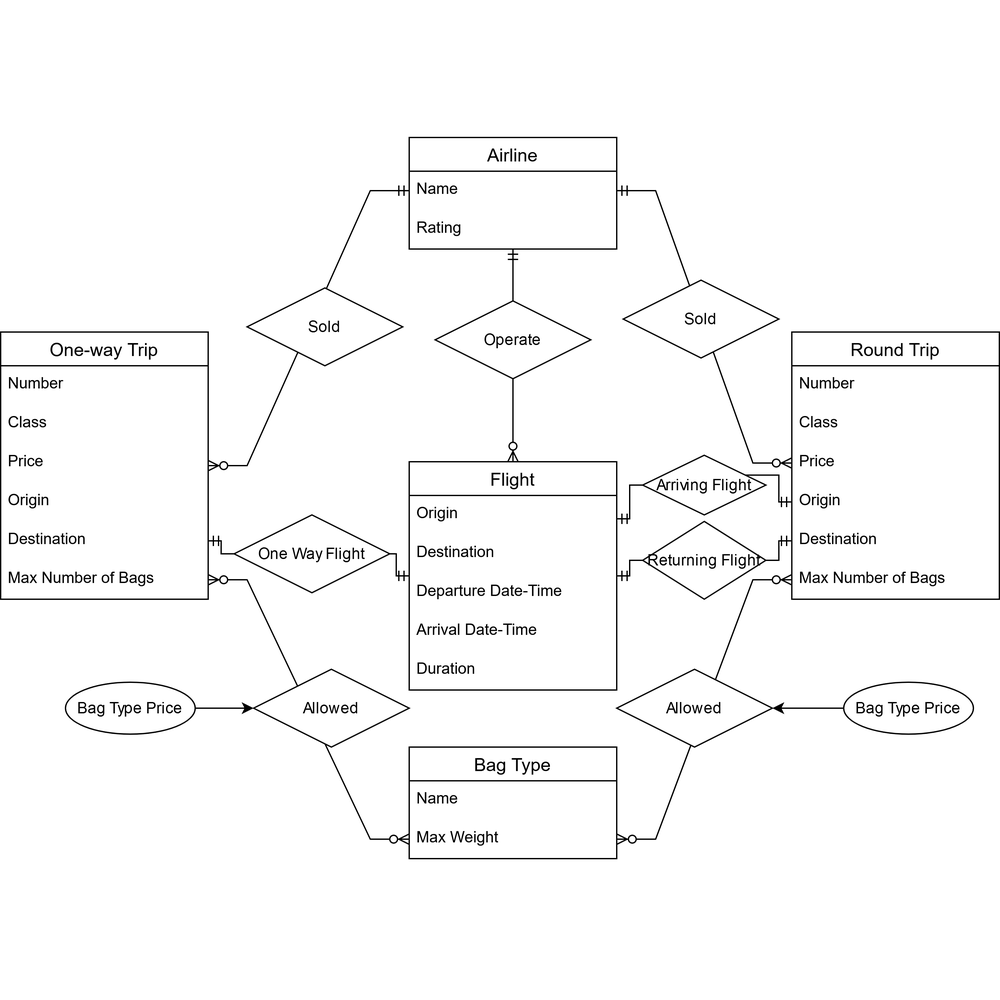 Airline
Name
Rating
Sold
Operate
Sold
One-way Trip
Number
Class
Price
Origin
Destination
Max Number of Bags
Round Trip
Number
Class
Price
Origin
Destination
Max Number of Bags
Flight
Origin
Destination
Departure Date-Time
Arrival Date-Time
Duration
Arriving Flight
Returning Flight
One Way Flight
Bag Type Price
Allowed
Allowed
Bag Type Price
Bag Type
Name
Max Weight